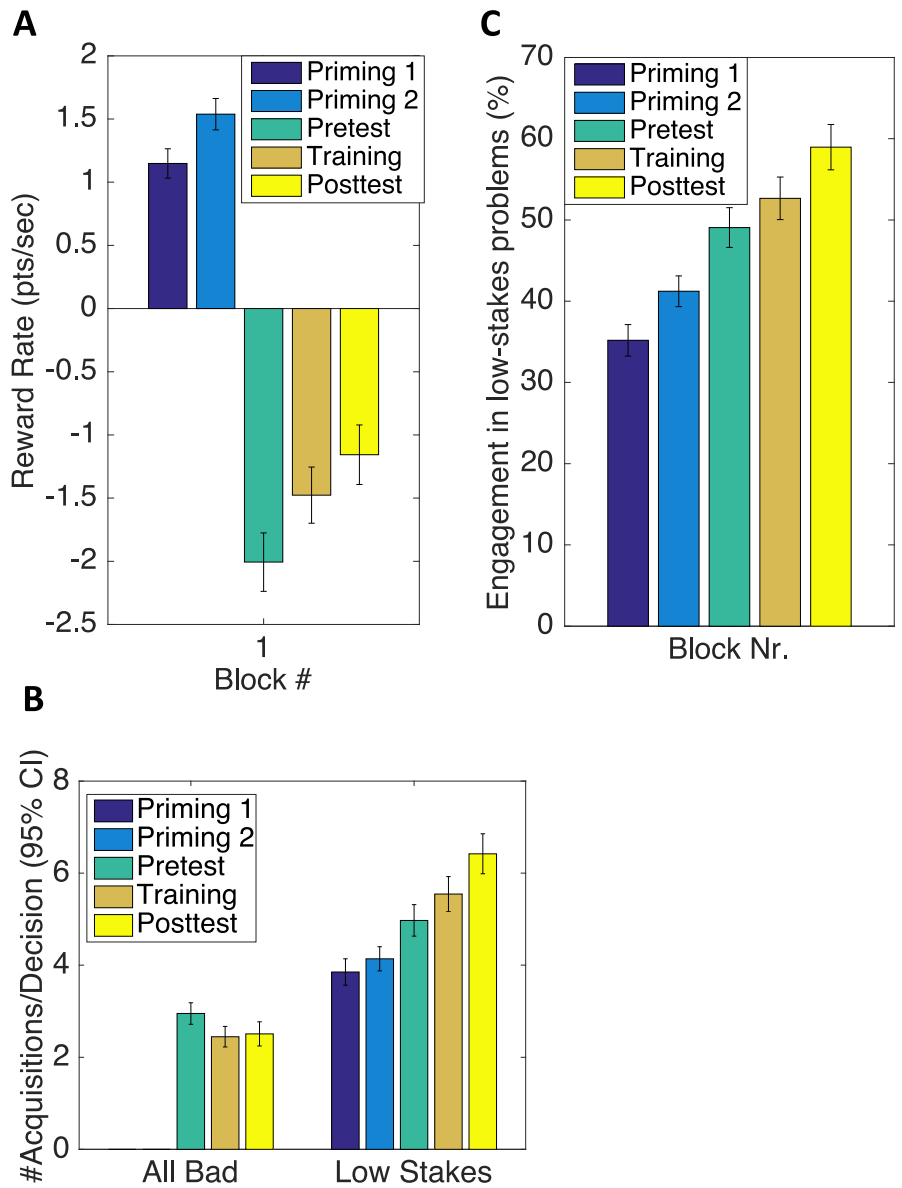 A
2
1.5
1
0.5
0
-0.5
-1
-1.5
-2
-2.5
Reward Rate (pts/sec)
Priming 1
Priming 2
Pretest
Training
Posttest
1
Block #
C
70
60
50
40
30
20
10
0
Engagement in low-stakes problems (%)
Priming 1
Priming 2
Pretest
Training
Posttest
Block Nr.
B
8
6
4
2
0
#Acquisitions/Decision (95% CI)
Priming 1
Priming 2
Pretest
Training
Posttest
All Bad
Low Stakes